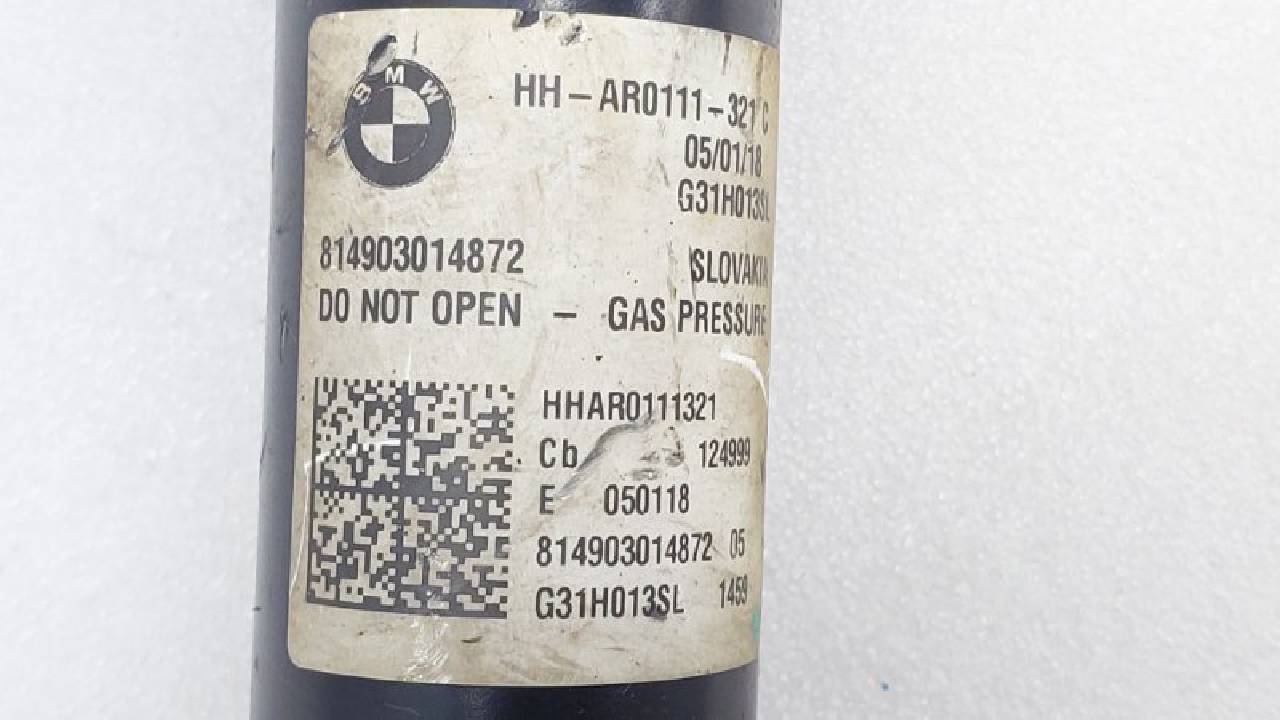 BMW
HH-AR0111-321 C
05/01/18
G31H013SL
814903014872
SLOVAKIA
DO NOT OPEN - GAS PRESSURE
HHAR0111321
Cb 124999
E 050118
814903014872 05
G31H013SL 1459